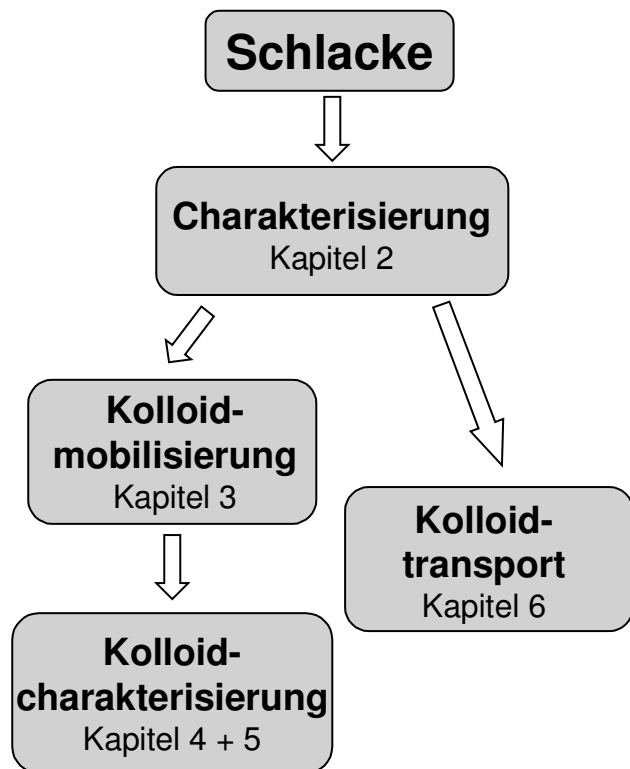 Schlacke
Charakterisierung
Kapitel 2
Kolloid-
mobilisierung
Kapitel 3
Kolloid-
transport
Kapitel 6
Kolloid-
charakterisierung
Kapitel 4 + 5